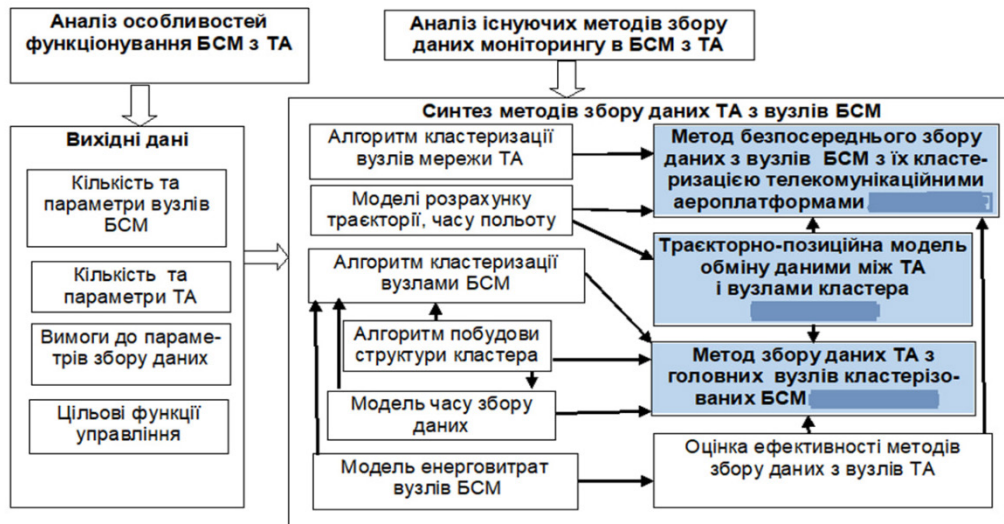 Аналіз особливостей
функціонування БСМ з ТА
Аналіз існуючих методів збору
даних моніторингу в БСМ з ТА
Вихідні дані
Кількість та
параметри вузлів
БСМ
Кількість та
параметри ТА
Вимоги до параме-
трів збору даних
Цільові функції
управління
Синтез методів збору даних ТА з вузлів БСМ
Алгоритм кластеризації
вузлів мережи ТА
Моделі розрахунку
траєкторії, часу польоту
Алгоритм кластеризації
вузлами БСМ
Алгоритм побудови
структури кластера
Модель часу збору
даних
Модель енерговитрат
вузлів БСМ
Метод безпосереднього збору
даних з вузлів БСМ з їх класте-
ризацією телекомунікаційними
аероплатформами
Траєкторно-позиційна модель
обміну даними між ТА
і вузлами кластера
Метод збору даних ТА з
головних вузлів кластерізо-
ваних БСМ
Оцінка ефективності методів
збору даних з вузлів ТА